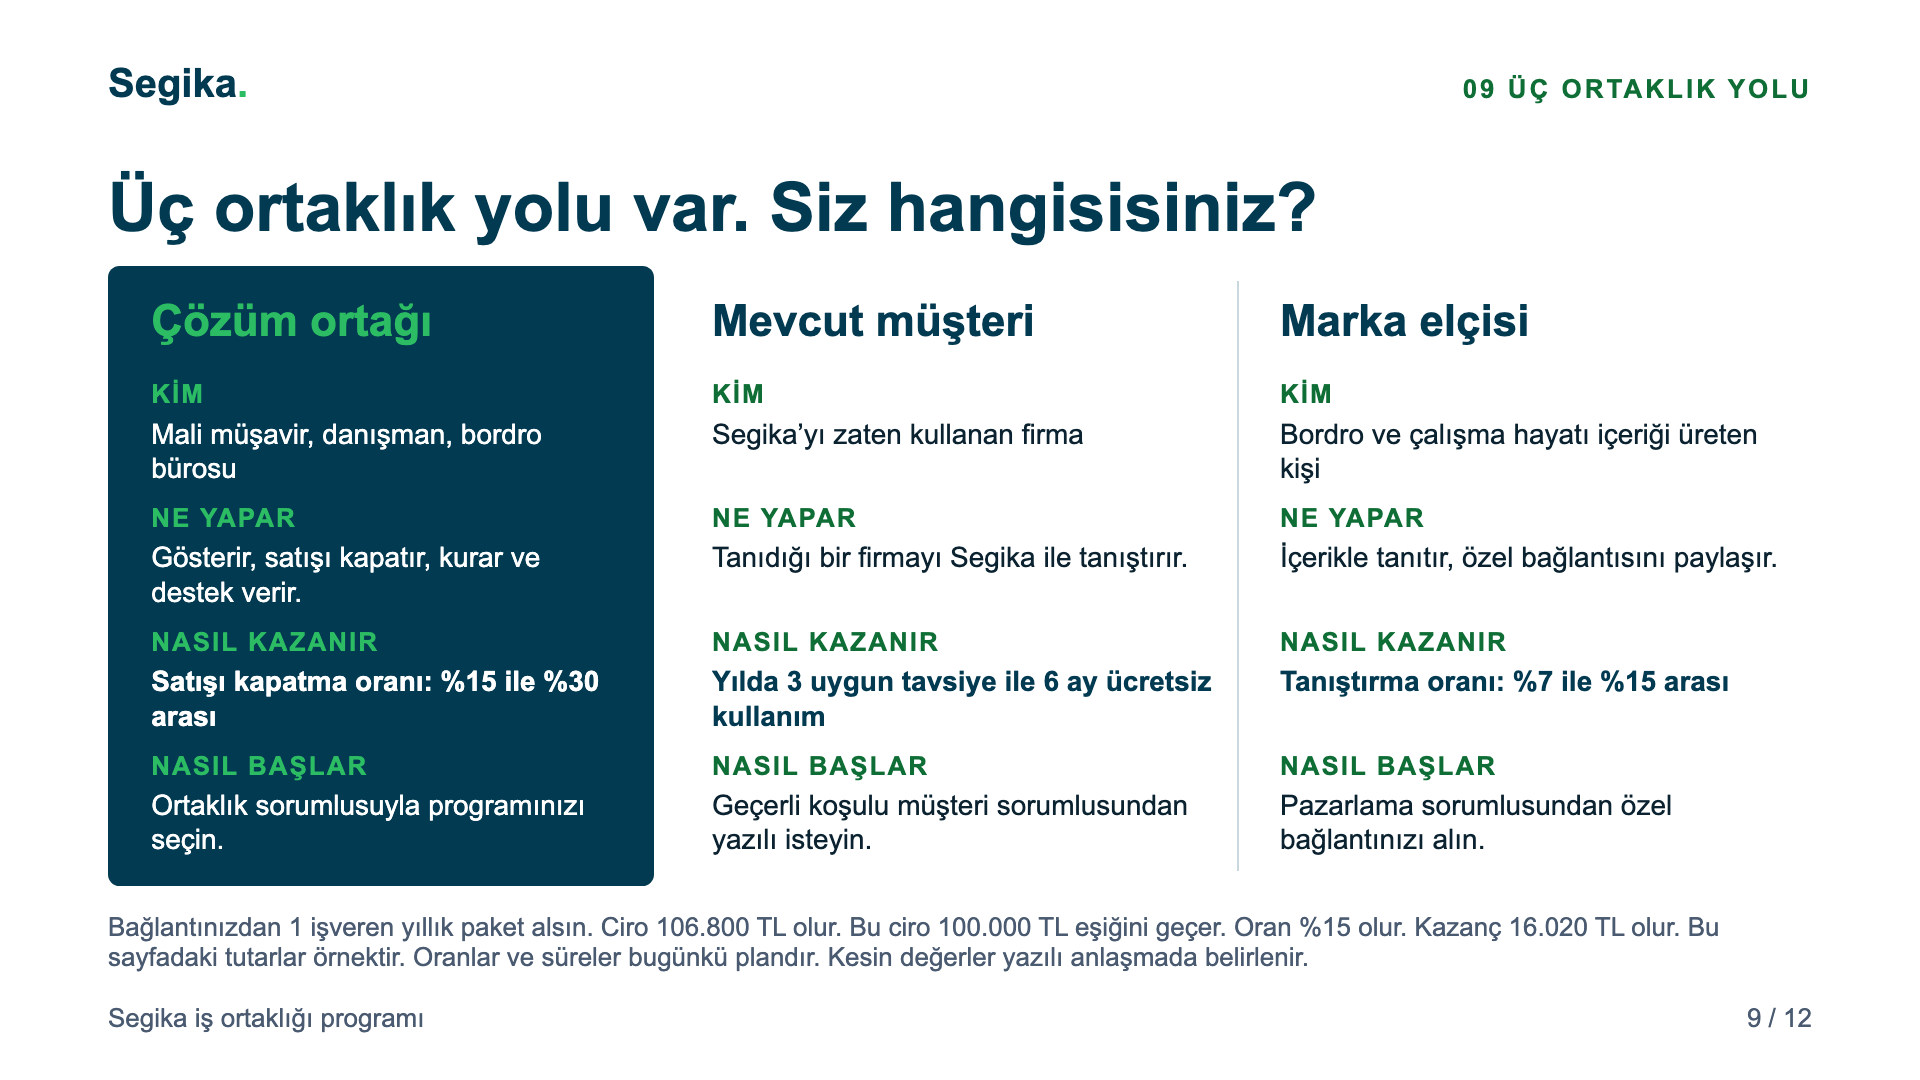 Segika.
09 ÜÇ ORTAKLIK YOLU
Üç ortaklık yolu var. Siz hangisisiniz?
Çözüm ortağı
KİM
Mali müşavir, danışman, bordro
bürosu
NE YAPAR
Gösterir, satışı kapatır, kurar ve
destek verir.
NASIL KAZANIR
Satışı kapatma oranı: %15 ile %30
arası
NASIL BAŞLAR
Ortaklık sorumlusuyla programınızı
seçin.
Mevcut müşteri
KİM
Segika’yı zaten kullanan firma
NE YAPAR
Tanıdığı bir firmayı Segika ile tanıştırır.
NASIL KAZANIR
Yılda 3 uygun tavsiye ile 6 ay ücretsiz
kullanım
NASIL BAŞLAR
Geçerli koşulu müşteri sorumlusundan
yazılı isteyin.
Marka elçisi
KİM
Bordro ve çalışma hayatı içeriği üreten
kişi
NE YAPAR
İçerikle tanıtır, özel bağlantısını paylaşır.
NASIL KAZANIR
Tanıştırma oranı: %7 ile %15 arası
NASIL BAŞLAR
Pazarlama sorumlusundan özel
bağlantınızı alın.
Bağlantınızdan 1 işveren yıllık paket alsın. Ciro 106.800 TL olur. Bu ciro 100.000 TL eşiğini geçer. Oran %15 olur. Kazanç 16.020 TL olur. Bu
sayfadaki tutarlar örnektir. Oranlar ve süreler bugünkü plandır. Kesin değerler yazılı anlaşmada belirlenir.
Segika iş ortaklığı programı
9 / 12